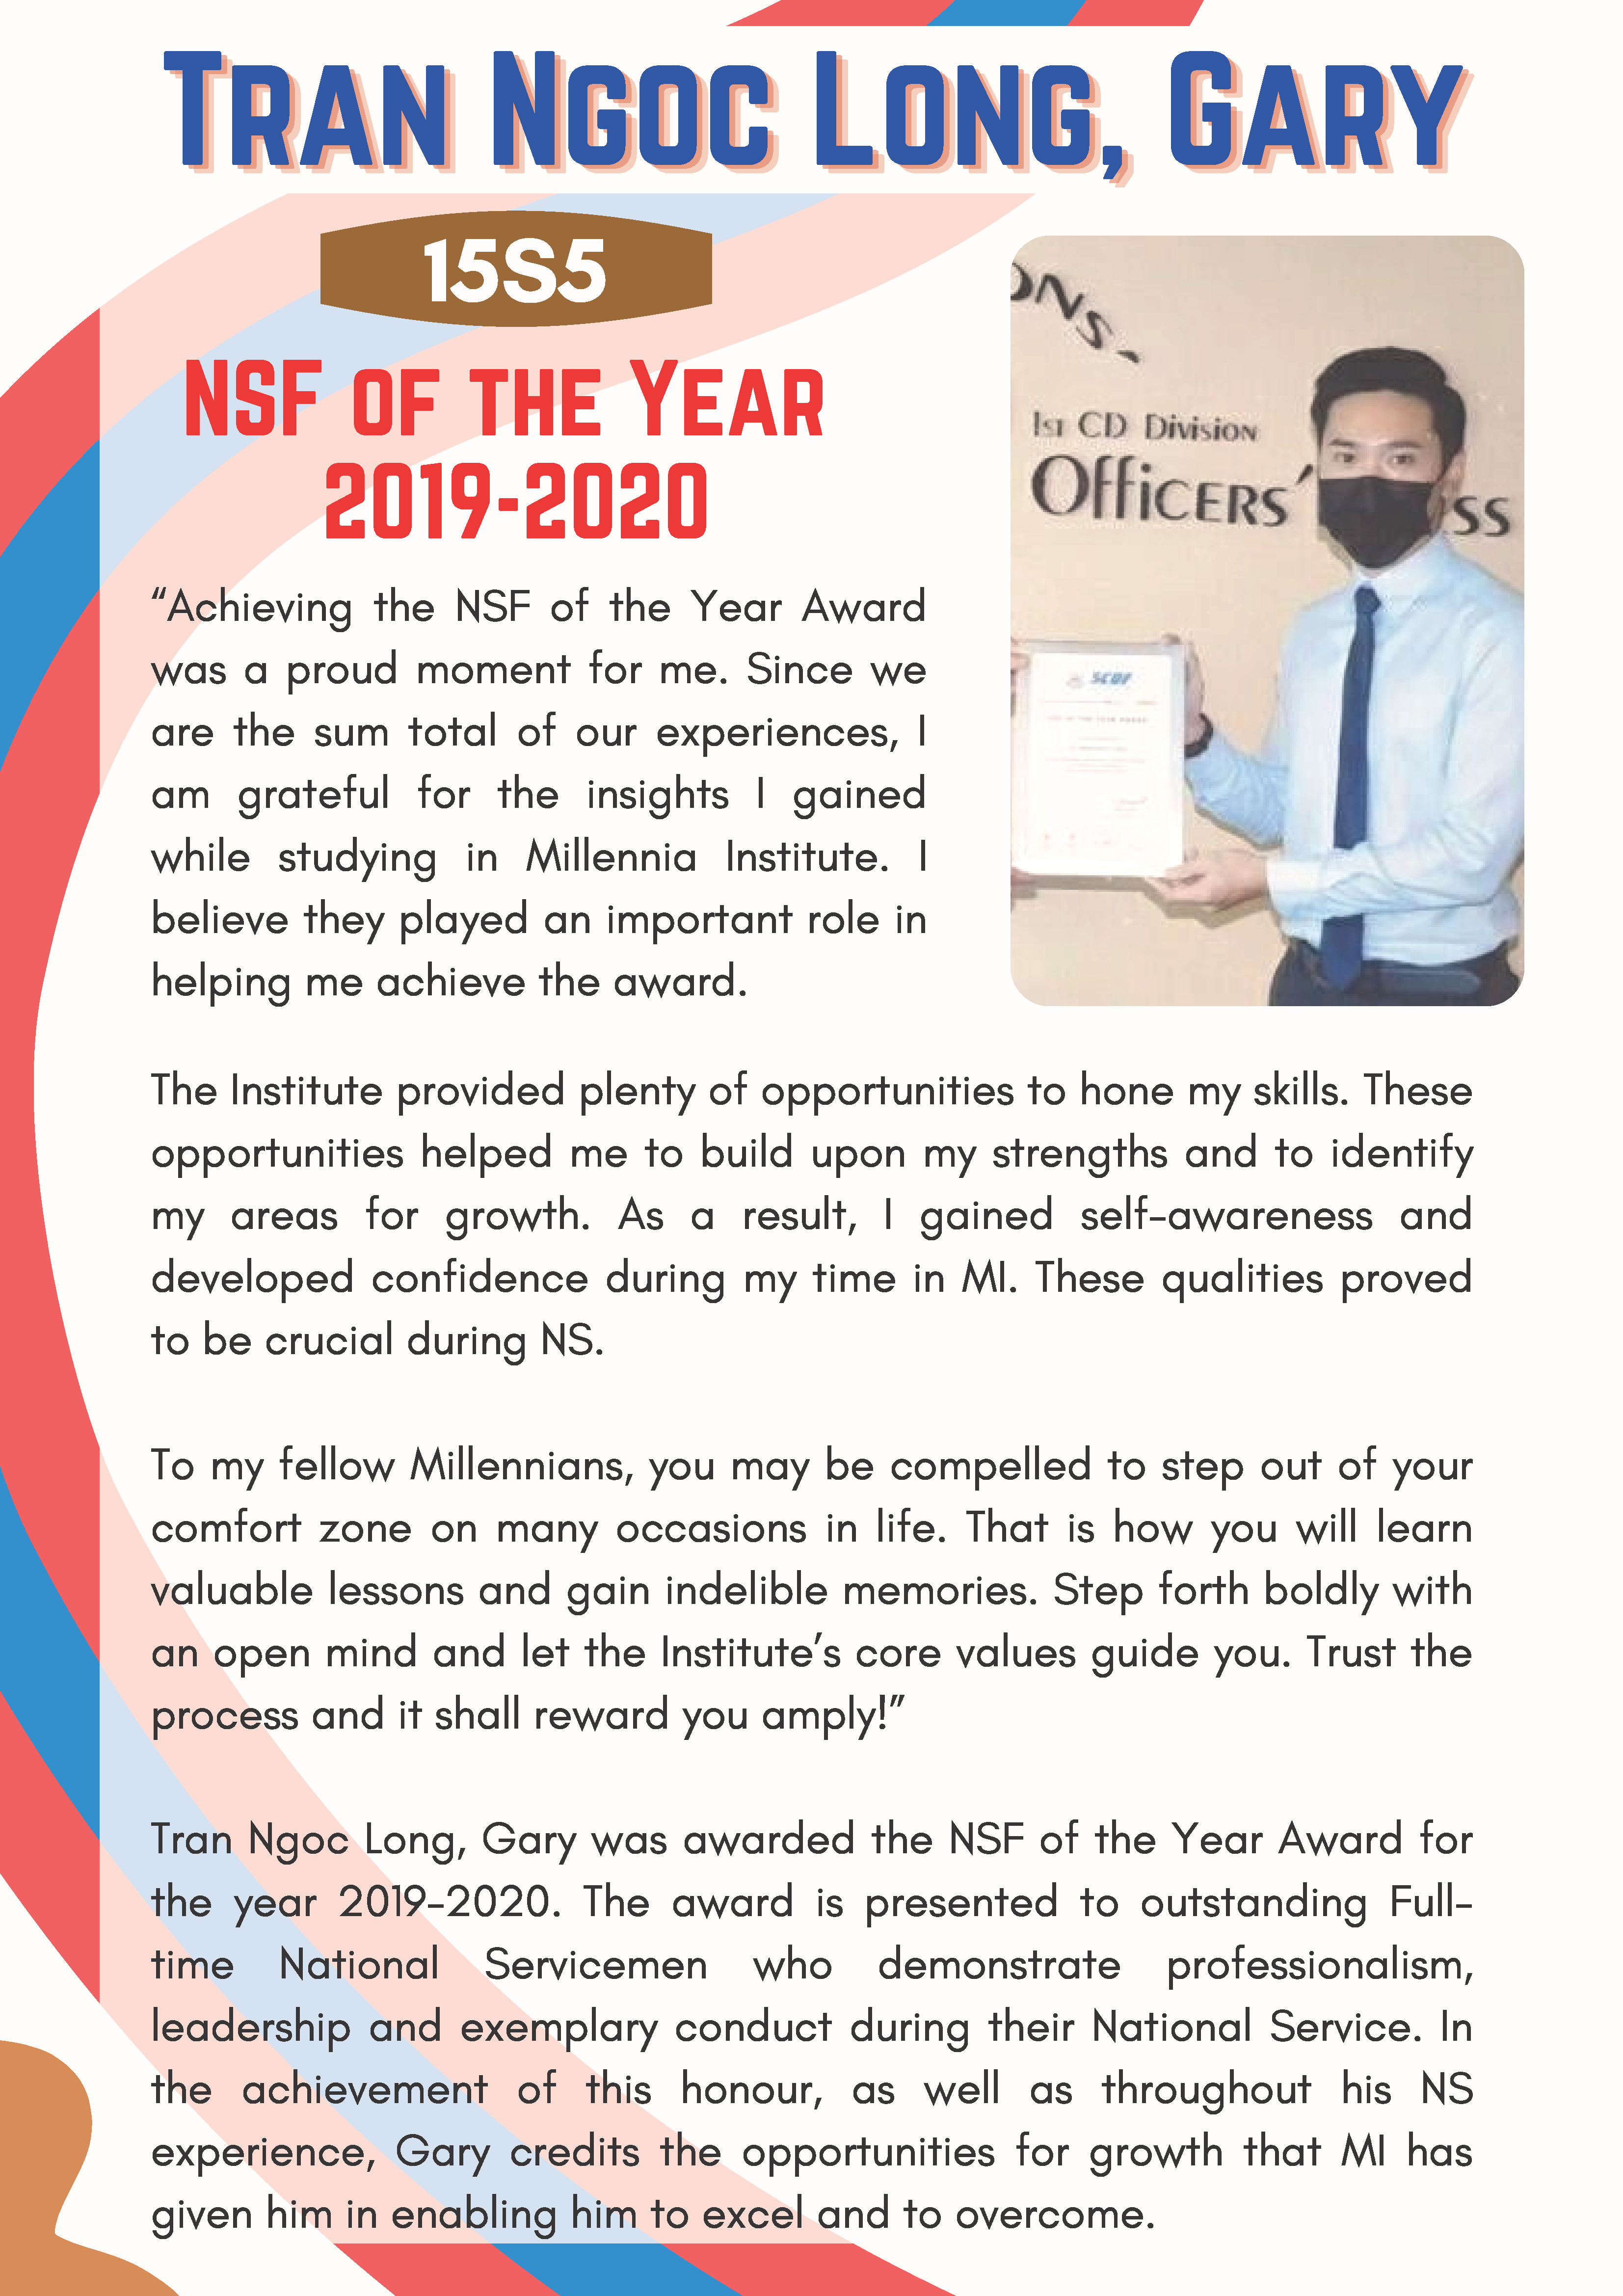 Tran Ngoc Long, Gary
15S5
NSF of the Year
2019-2020
ONS-
1st CD Division
Officers'
ss
SCDF
“Achieving the NSF of the Year Award
was a proud moment for me. Since we
are the sum total of our experiences, I
am grateful for the insights I gained
while studying in Millennia Institute. I
believe they played an important role in
helping me achieve the award.
The Institute provided plenty of opportunities to hone my skills. These
opportunities helped me to build upon my strengths and to identify
my areas for growth. As a result, I gained self-awareness and
developed confidence during my time in MI. These qualities proved
to be crucial during NS.
To my fellow Millennians, you may be compelled to step out of your
comfort zone on many occasions in life. That is how you will learn
valuable lessons and gain indelible memories. Step forth boldly with
an open mind and let the Institute’s core values guide you. Trust the
process and it shall reward you amply!”
Tran Ngoc Long, Gary was awarded the NSF of the Year Award for
the year 2019-2020. The award is presented to outstanding Full-
time National Servicemen who demonstrate professionalism,
leadership and exemplary conduct during their National Service. In
the achievement of this honour, as well as throughout his NS
experience, Gary credits the opportunities for growth that MI has
given him in enabling him to excel and to overcome.